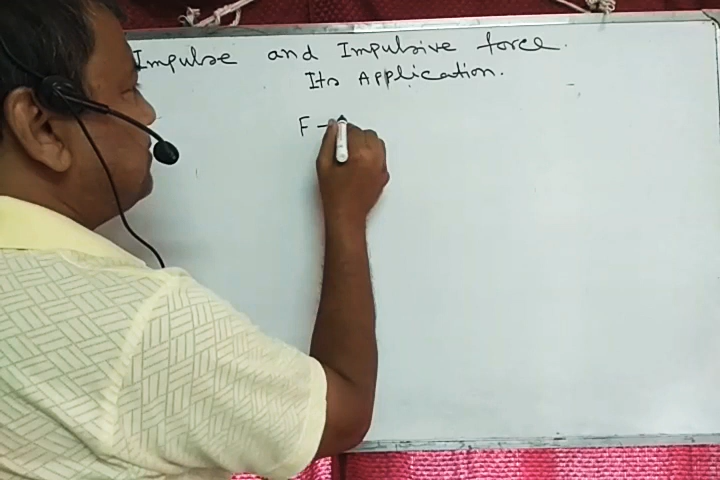 Impulse and Impulsive force.
Its Application.
F -